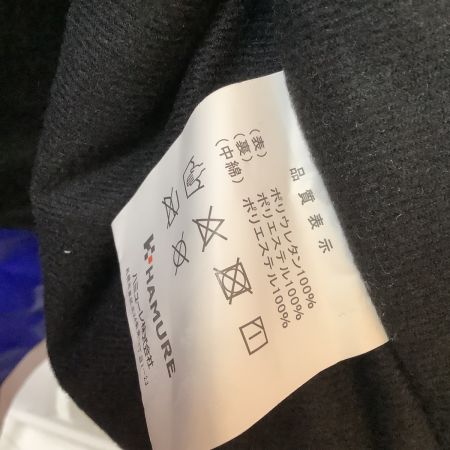 品質表示
(表) ポリウレタン100%
(裏) ポリエステル100%
(中綿) ポリエステル100%
HAMURE